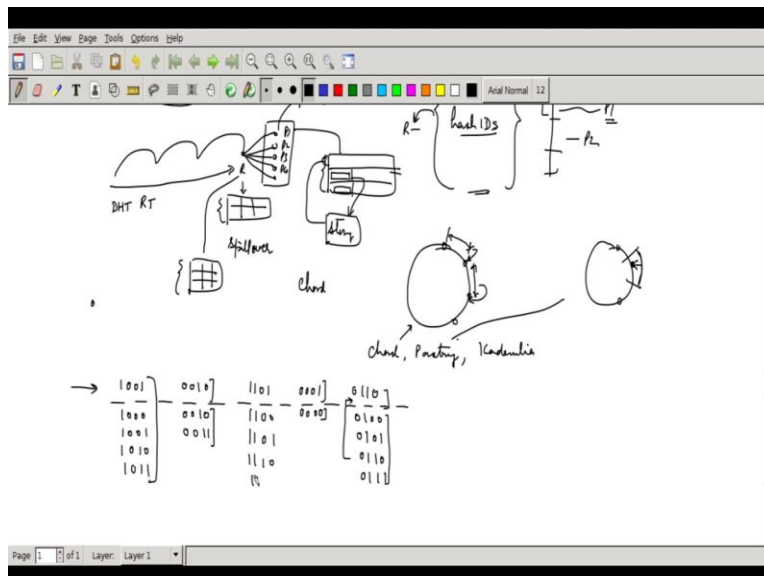 File Edit View Page Tools Options Help
Arial Normal 12
R hash IDs P1
P2
P1
P2
P3
P4
R
DHT RT
Spillover
Story
Chord
Chord, Pastry, Kademlia
1001 0010 1101 0001 0110
1000 0010 1100 0000 0100
1001 0011 1101 0101
1010 1110 0110
1011 0111
Page 1 of 1 Layer: Layer 1